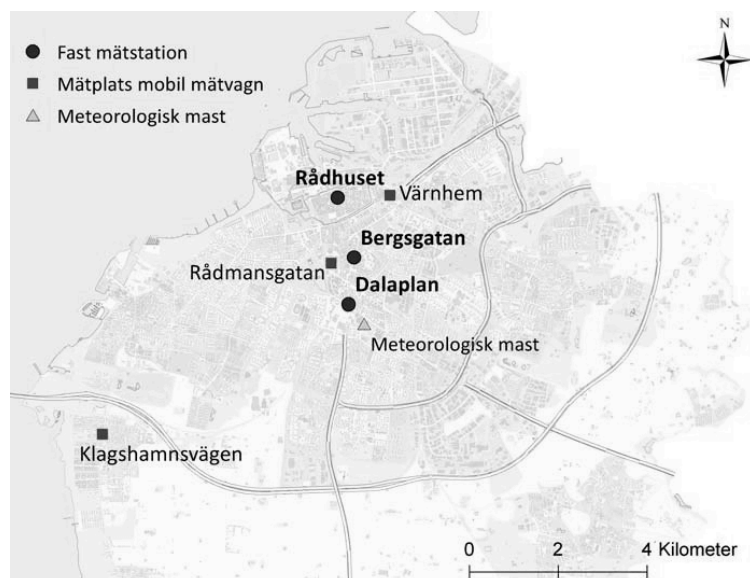 N
Fast mätstation
Mätplats mobil mätvagn
Meteorologisk mast
Rådhuset
Värnhem
Bergsgatan
Rådmansgatan
Dalaplan
Meteorologisk mast
Klagshamnsvägen
0 2 4 Kilometer